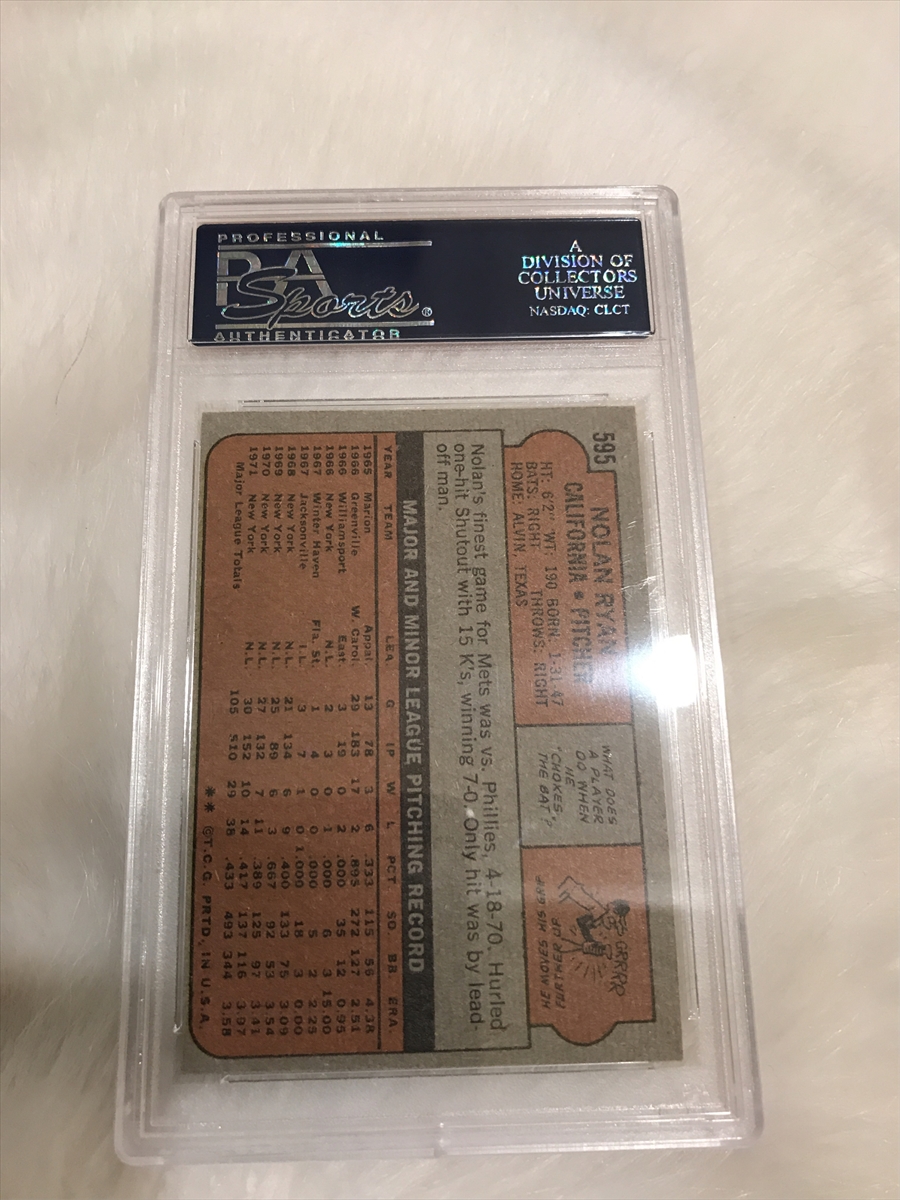 PROFESSIONAL
PSA
Sports®
AUTHENTICATOR
A
DIVISION OF
COLLECTORS
UNIVERSE
NASDAQ: CLCT
595
NOLAN RYAN
CALIFORNIA • PITCHER
HT: 6'2" WT: 190 BORN: 1-31-47
BATS: RIGHT THROWS: RIGHT
HOME: ALVIN, TEXAS
WHAT DOES
A PLAYER
DO WHEN
HE
"CHOKES"
THE BAT?
GRRRR
HE MOVES HIS GRIP
FURTHER UP
Nolan's finest game for Mets was vs. Phillies, 4-18-70. Hurled
one-hit Shutout with 15 K's, winning 7-0. Only hit was by lead-
off man.
MAJOR AND MINOR LEAGUE PITCHING RECORD
YEAR TEAM LEA. G IP W L PCT. SO BB. ERA.
1965 Marion Appal. 13 78 3 6 .333 115 56 4.38
1966 Greenville W. Carol. 29 183 17 2 .895 272 127 2.51
1966 Williamsport East. 3 19 0 2 .000 35 12 0.95
1966 New York N.L. 2 3 0 1 .000 6 3 15.00
1967 Winter Haven Fla. St. 1 4 0 0 .000 5 2 2.25
1967 Jacksonville I.L. 3 7 1 0 1.000 18 3 0.00
1968 New York N.L. 21 134 6 9 .400 133 75 3.09
1969 New York N.L. 25 89 6 3 .667 92 53 3.54
1970 New York N.L. 27 132 7 11 .389 125 97 3.41
1971 New York N.L. 30 152 10 14 .417 137 116 3.97
Major League Totals 105 510 29 38 .433 493 344 3.58
** ©T.C.G. PRTD. IN U.S.A.